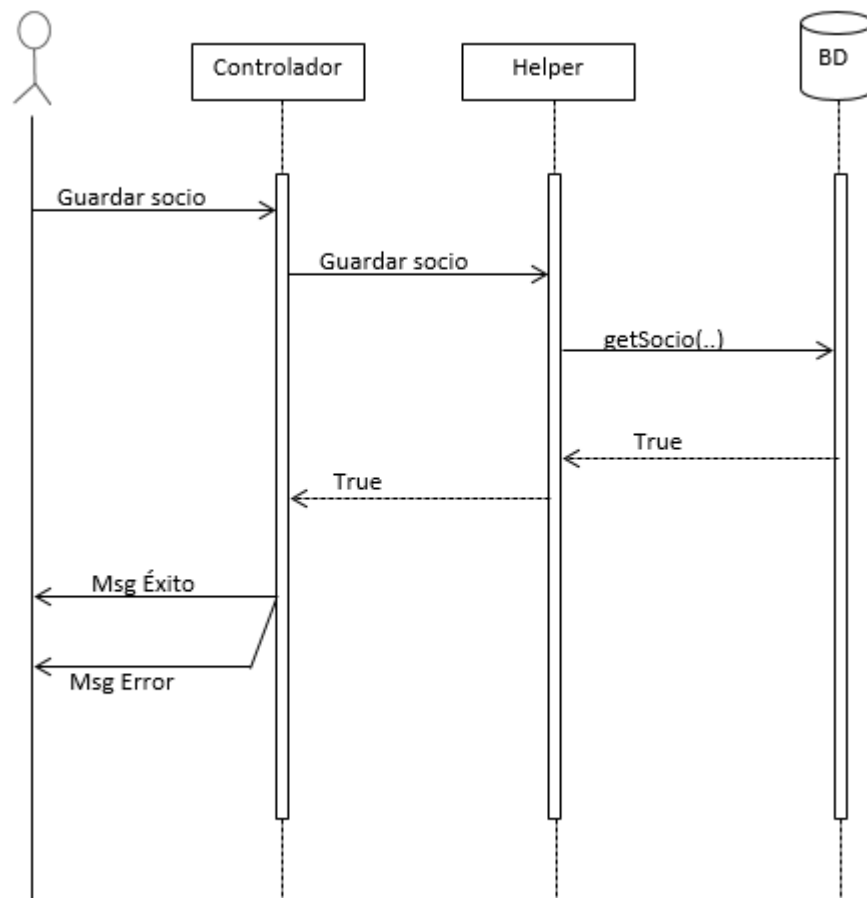 Controlador
Helper
BD
Guardar socio
Guardar socio
getSocio(..)
True
True
Msg Éxito
Msg Error